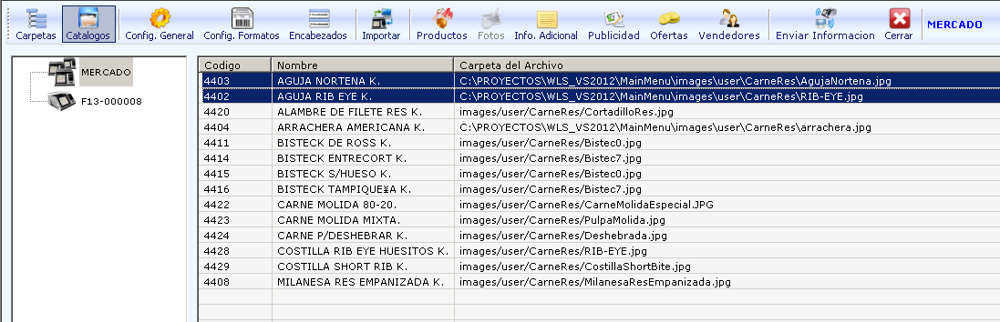 Carpetas Catalogos Config. General Config. Formatos Encabezados Importar Productos Fotos Info. Adicional Publicidad Ofertas Vendedores Enviar Informacion Cerrar MERCADO
MERCADO
F13-000008
Codigo Nombre Carpeta del Archivo
4403 AGUJA NORTENA K. C:\PROYECTOS\WLS_VS2012\MainMenu\images\user\CarneRes\AgujaNortena.jpg
4402 AGUJA RIB EYE K. C:\PROYECTOS\WLS_VS2012\MainMenu\images\user\CarneRes\RIB-EYE.jpg
4420 ALAMBRE DE FILETE RES K. images/user/CarneRes/CortadilloRes.jpg
4404 ARRACHERA AMERICANA K. C:\PROYECTOS\WLS_VS2012\MainMenu\images\user\CarneRes\arrachera.jpg
4411 BISTECK DE ROSS K. images/user/CarneRes/Bistec0.jpg
4414 BISTECK ENTRECORT K. images/user/CarneRes/Bistec7.jpg
4415 BISTECK S/HUESO K. images/user/CarneRes/Bistec0.jpg
4416 BISTECK TAMPIQUE¥A K. images/user/CarneRes/Bistec7.jpg
4422 CARNE MOLIDA 80-20. images/user/CarneRes/CarneMolidaEspecial.JPG
4423 CARNE MOLIDA MIXTA. images/user/CarneRes/PulpaMolida.jpg
4424 CARNE P/DESHEBRAR K. images/user/CarneRes/Deshebrada.jpg
4428 COSTILLA RIB EYE HUESITOS K. images/user/CarneRes/RIB-EYE.jpg
4429 COSTILLA SHORT RIB K. images/user/CarneRes/CostillaShortBite.jpg
4408 MILANESA RES EMPANIZADA K. images/user/CarneRes/MilanesaResEmpanizada.jpg